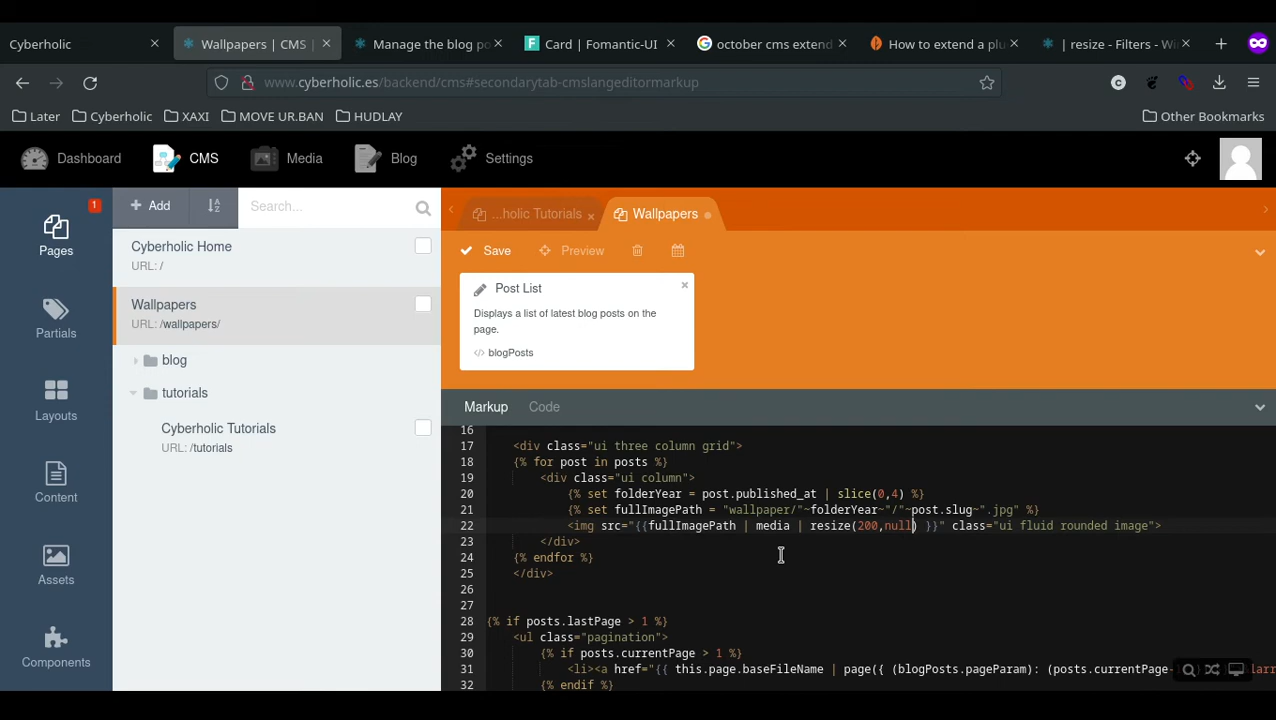 Cyberholic
Wallpapers | CMS |
Manage the blog po
Card | Fomantic-UI
october cms extend
How to extend a plu
| resize - Filters - Wi
www.cyberholic.es/backend/cms#secondarytab-cmslangeditormarkup
Later
Cyberholic
XAXI
MOVE UR.BAN
HUDLAY
Other Bookmarks
Dashboard
CMS
Media
Blog
Settings
1
Pages
Partials
Layouts
Content
Assets
Components
Add
Search...
Cyberholic Home
URL: /
Wallpapers
URL: /wallpapers/
blog
tutorials
Cyberholic Tutorials
URL: /tutorials
...holic Tutorials
Wallpapers
Save
Preview
Post List
Displays a list of latest blog posts on the
page.
blogPosts
Markup
Code
16
17 <div class="ui three column grid">
18 {% for post in posts %}
19 <div class="ui column">
20 {% set folderYear = post.published_at | slice(0,4) %}
21 {% set fullImagePath = "wallpaper/"~folderYear~"/"~post.slug~".jpg" %}
22 <img src="{{fullImagePath | media | resize(200,null) }}" class="ui fluid rounded image">
23 </div>
24 {% endfor %}
25 </div>
26
27
28 {% if posts.lastPage > 1 %}
29 <ul class="pagination">
30 {% if posts.currentPage > 1 %}
31 <li><a href="{{ this.page.baseFileName | page({ (blogPosts.pageParam): (posts.currentPage
32 {% endif %}